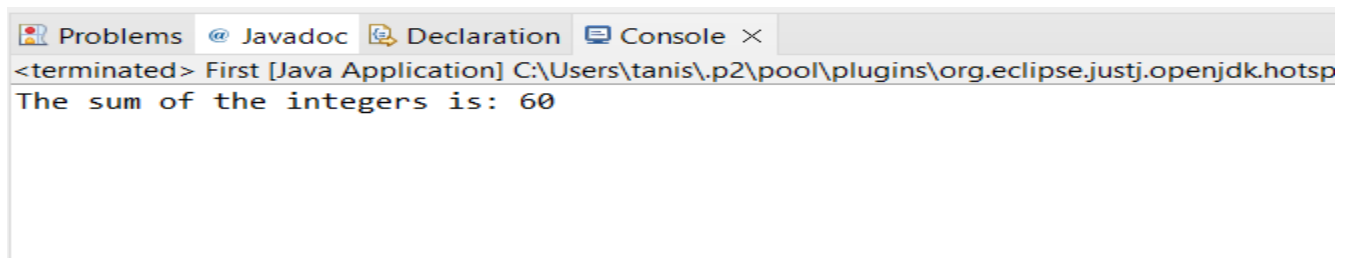 Problems @ Javadoc Declaration Console
<terminated> First [Java Application] C:\Users\tanis\.p2\pool\plugins\org.eclipse.justj.openjdk.hotsp
The sum of the integers is: 60